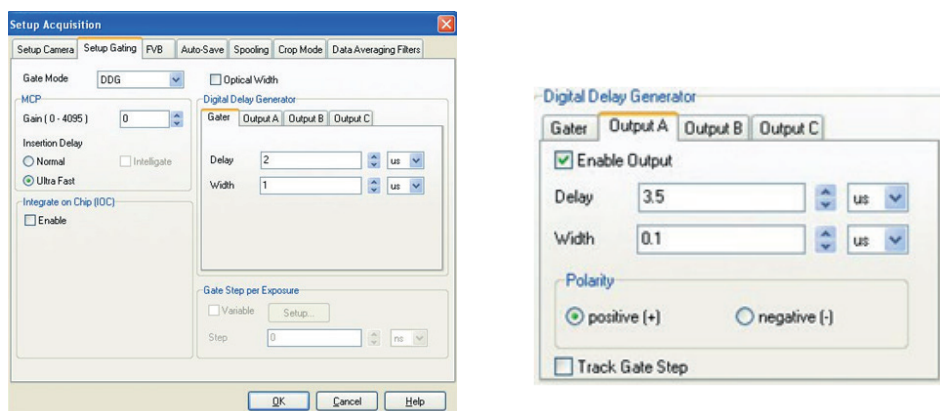 Setup Acquisition
Setup Camera Setup Gating FVB Auto-Save Spooling Crop Mode Data Averaging Filters
Gate Mode DDG Optical Width
MCP
Gain ( 0 - 4095 ) 0
Insertion Delay
Normal Intelligate
Ultra Fast
Integrate on Chip (IOC)
Enable
Digital Delay Generator
Gater Output A Output B Output C
Delay 2 us
Width 1 us
Gate Step per Exposure
Variable Setup...
Step 0 ns
OK Cancel Help
Digital Delay Generator
Gater Output A Output B Output C
Enable Output
Delay 3.5 us
Width 0.1 us
Polarity
positive (+) negative (-)
Track Gate Step